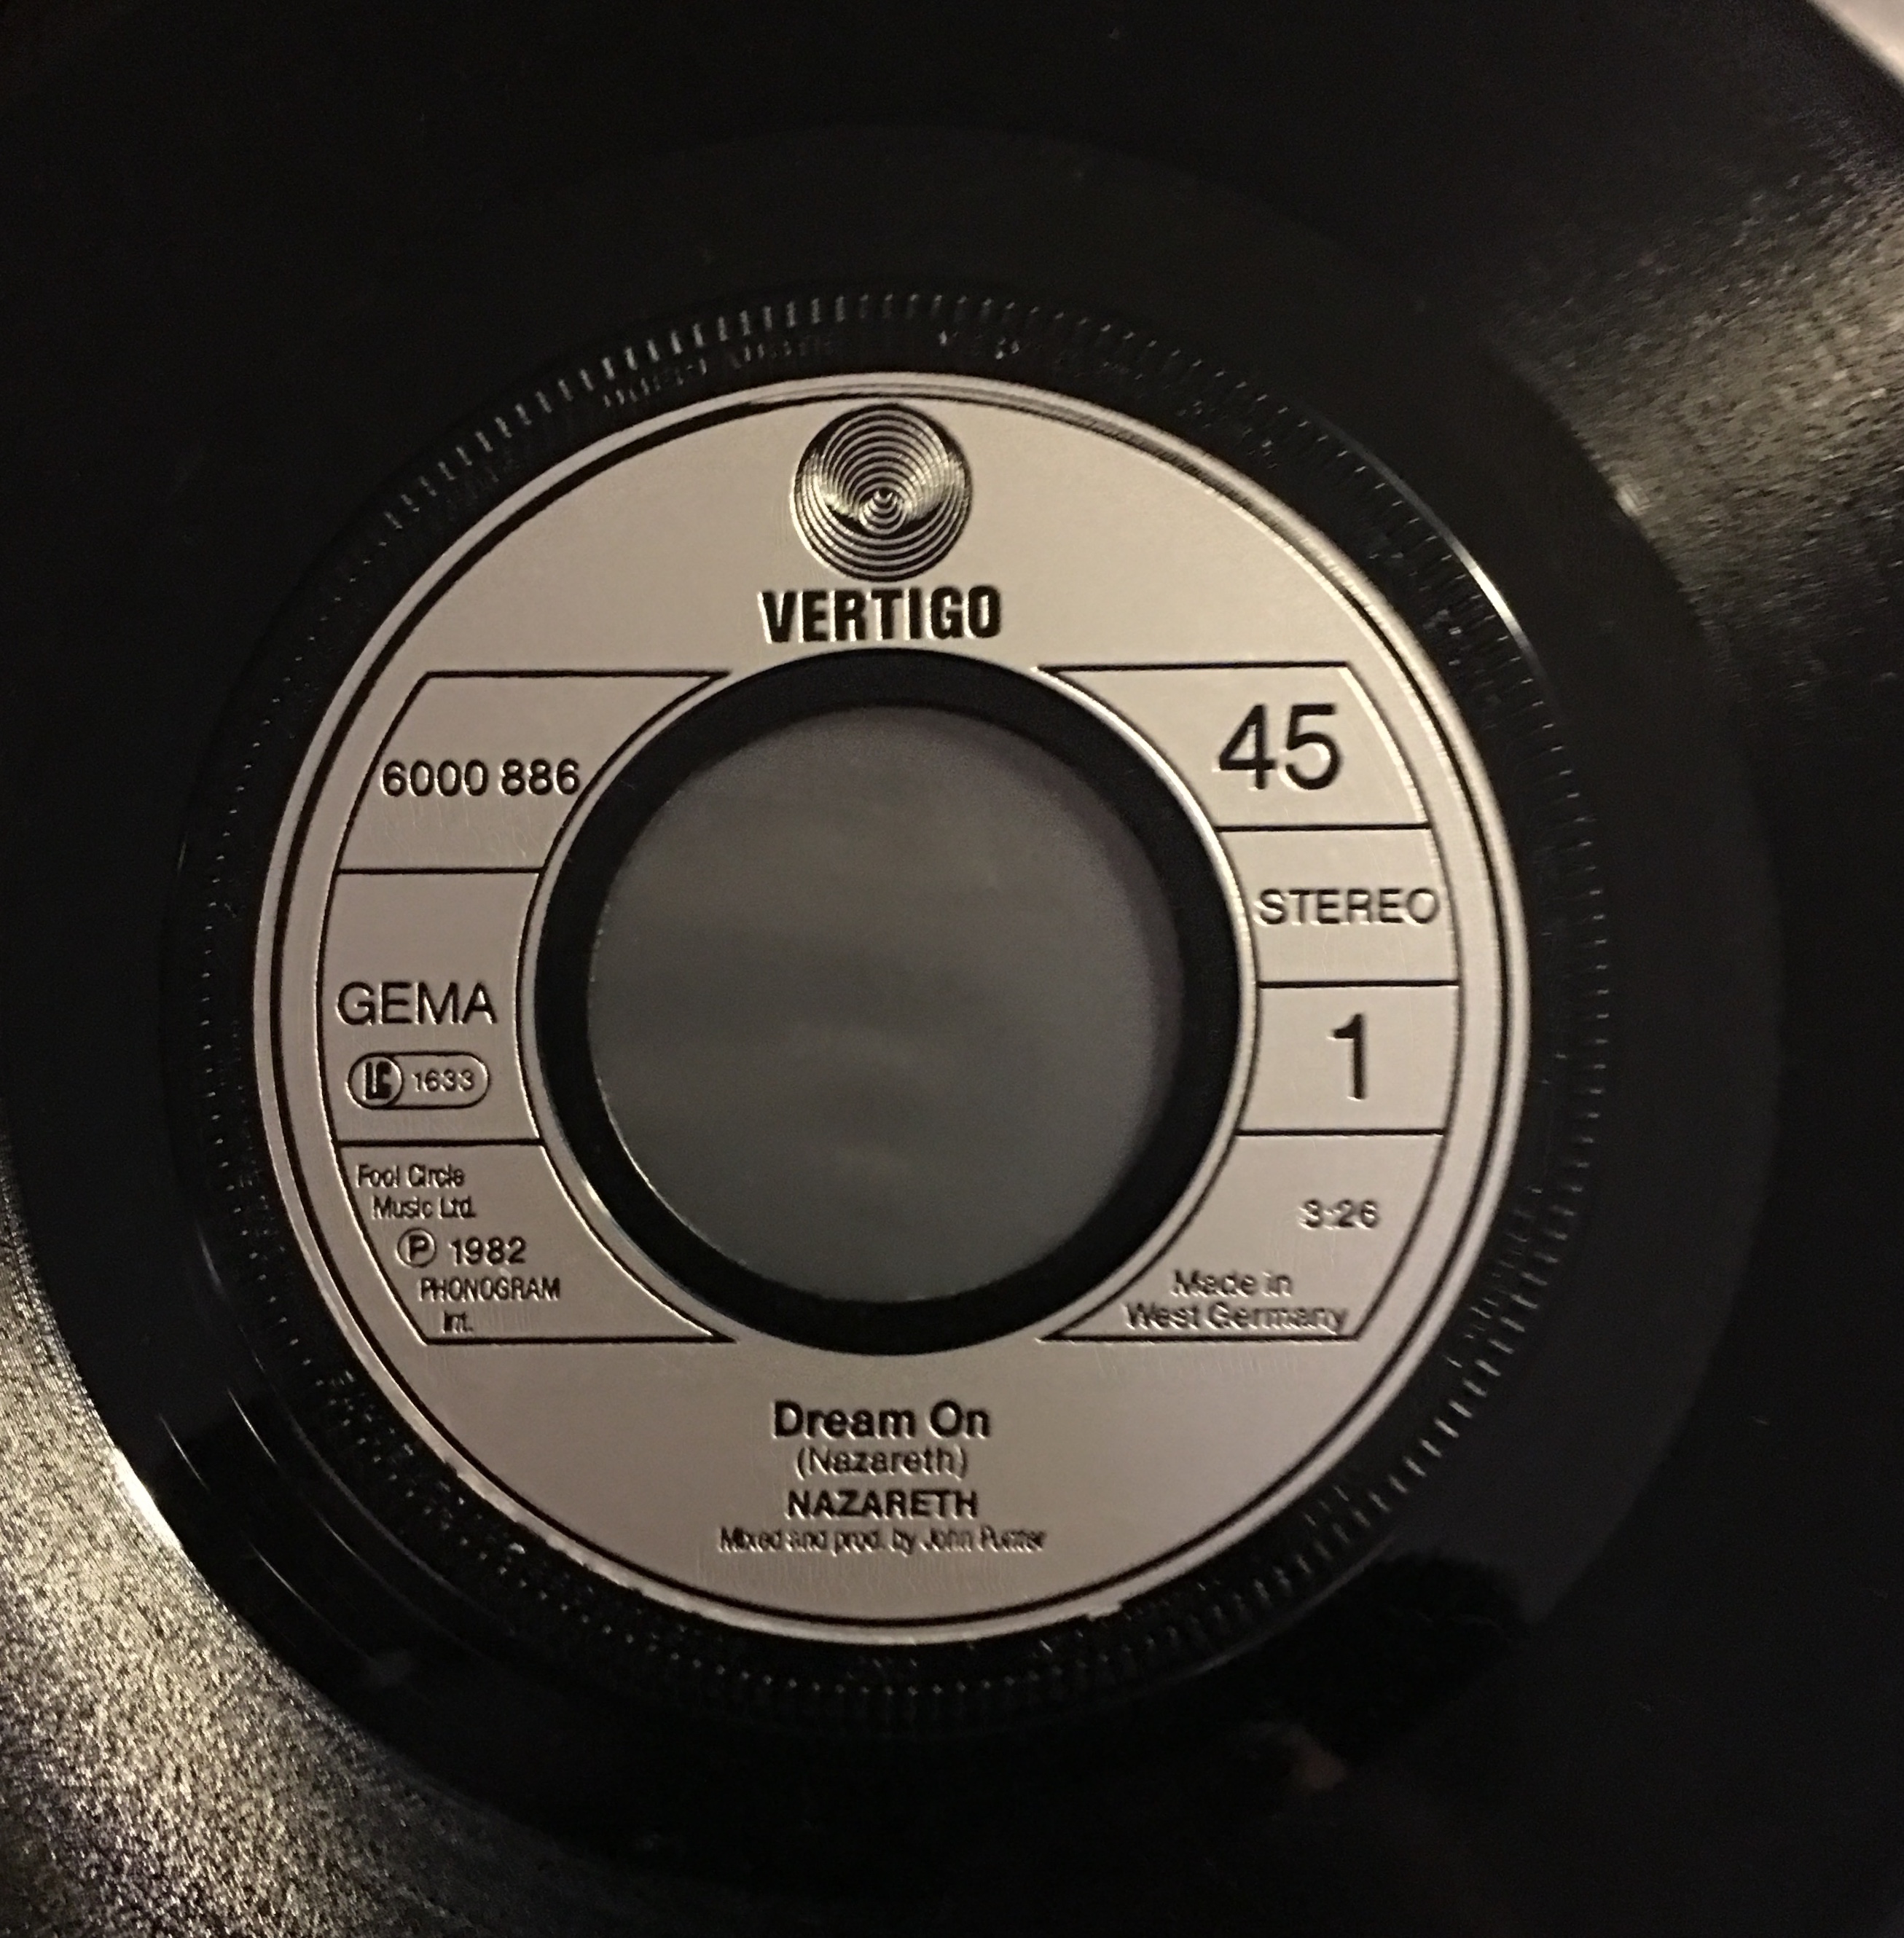 VERTIGO
6000 886
GEMA
LC 1633
Fool Circle
Music Ltd.
℗ 1982
PHONOGRAM
Int.
45
STEREO
1
3:26
Made in
West Germany
Dream On
(Nazareth)
NAZARETH
Mixed and prod. by John Punter